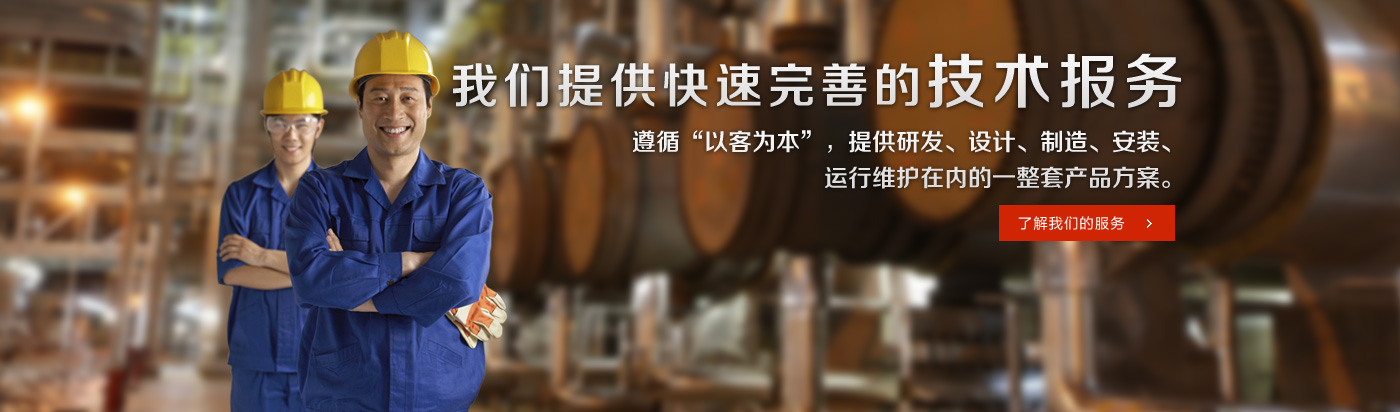 我们提供快速完善的技术报务
遵循“以客为本”，提供研发、设计、制造、安装、
运行维护在内的一整套产品方案。
了解我们的服务 >